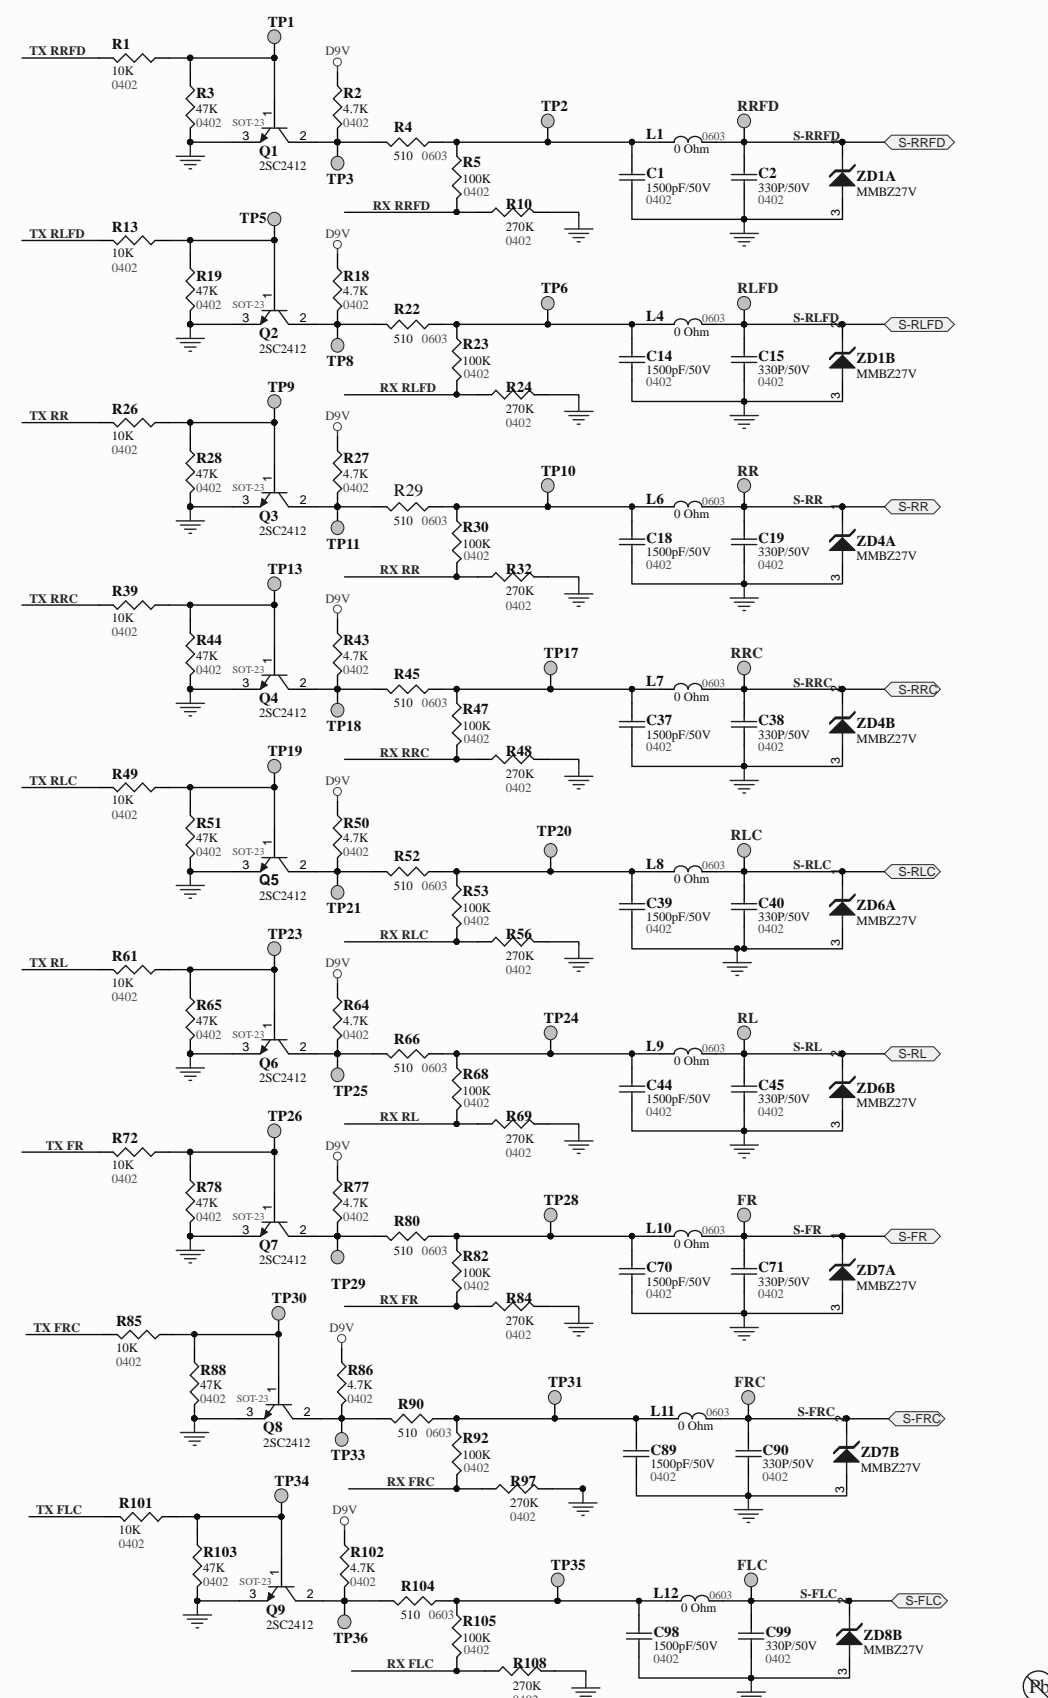 TP1
TX RRFD R1 D9V
10K
0402
R3 R2
47K 4.7K TP2 RRFD
0402 SOT-23 1 0402 R4 L1 0603 S-RRFD 1 S-RRFD
3 Q1 2 0 Ohm
2SC2412 510 0603 R5 C1 C2 ZD1A
TP3 100K 1500pF/50V 330P/50V MMBZ27V
0402 0402 0402
RX RRFD R10 3
270K
0402
TP5
TX RLFD R13 D9V
10K
0402
R19 R18
47K 4.7K TP6 RLFD
0402 SOT-23 1 0402 R22 L4 0603 S-RLFD 2 S-RLFD
3 Q2 2 0 Ohm
2SC2412 510 0603 R23 C14 C15 ZD1B
TP8 100K 1500pF/50V 330P/50V MMBZ27V
0402 0402 0402
RX RLFD R24 3
270K
0402
TP9
TX RR R26 D9V
10K
0402
R28 R27
47K 4.7K TP10 RR
0402 SOT-23 1 0402 R29 L6 0603 S-RR 1 S-RR
3 Q3 2 0 Ohm
2SC2412 510 0603 R30 C18 C19 ZD4A
TP11 100K 1500pF/50V 330P/50V MMBZ27V
0402 0402 0402
RX RR R32 3
270K
0402
TP13
TX RRC R39 D9V
10K
0402
R44 R43
47K 4.7K TP17 RRC
0402 SOT-23 1 0402 R45 L7 0603 S-RRC 2 S-RRC
3 Q4 2 0 Ohm
2SC2412 510 0603 R47 C37 C38 ZD4B
TP18 100K 1500pF/50V 330P/50V MMBZ27V
0402 0402 0402
RX RRC R48 3
270K
0402
TP19
TX RLC R49 D9V
10K
0402
R51 R50
47K 4.7K TP20 RLC
0402 SOT-23 1 0402 R52 L8 0603 S-RLC 1 S-RLC
3 Q5 2 0 Ohm
2SC2412 510 0603 R53 C39 C40 ZD6A
TP21 100K 1500pF/50V 330P/50V MMBZ27V
0402 0402 0402
RX RLC R56 3
270K
0402
TP23
TX RL R61 D9V
10K
0402
R65 R64
47K 4.7K TP24 RL
0402 SOT-23 1 0402 R66 L9 0603 S-RL 2 S-RL
3 Q6 2 0 Ohm
2SC2412 510 0603 R68 C44 C45 ZD6B
TP25 100K 1500pF/50V 330P/50V MMBZ27V
0402 0402 0402
RX RL R69 3
270K
0402
TP26
TX FR R72 D9V
10K
0402
R78 R77
47K 4.7K TP28 FR
0402 SOT-23 1 0402 R80 L10 0603 S-FR 1 S-FR
3 Q7 2 0 Ohm
2SC2412 510 0603 R82 C70 C71 ZD7A
TP29 100K 1500pF/50V 330P/50V MMBZ27V
0402 0402 0402
RX FR R84 3
270K
0402
TP30
TX FRC R85 D9V
10K
0402
R88 R86
47K 4.7K TP31 FRC
0402 SOT-23 1 0402 R90 L11 0603 S-FRC 2 S-FRC
3 Q8 2 0 Ohm
2SC2412 510 0603 R92 C89 C90 ZD7B
TP33 100K 1500pF/50V 330P/50V MMBZ27V
0402 0402 0402
RX FRC R97 3
270K
0402
TP34
TX FLC R101 D9V
10K
0402
R103 R102
47K 4.7K TP35 FLC
0402 SOT-23 1 0402 R104 L12 0603 S-FLC 2 S-FLC
3 Q9 2 0 Ohm
2SC2412 510 0603 R105 C98 C99 ZD8B
TP36 100K 1500pF/50V 330P/50V MMBZ27V
0402 0402 0402
RX FLC R108 3
270K
Pb